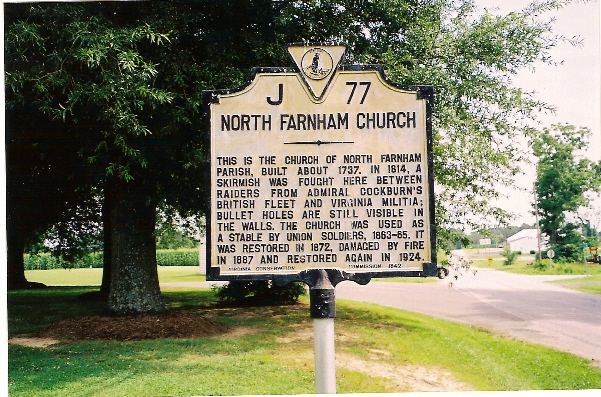 J 77
NORTH FARNHAM CHURCH
THIS IS THE CHURCH OF NORTH FARNHAM
PARISH, BUILT ABOUT 1737. IN 1814, A
SKIRMISH WAS FOUGHT HERE BETWEEN
RAIDERS FROM ADMIRAL COCKBURN'S
BRITISH FLEET AND VIRGINIA MILITIA;
BULLET HOLES ARE STILL VISIBLE IN
THE WALLS. THE CHURCH WAS USED AS
A STABLE BY UNION SOLDIERS, 1863-65. IT
WAS RESTORED IN 1872, DAMAGED BY FIRE
IN 1887 AND RESTORED AGAIN IN 1924.
VIRGINIA CONSERVATION COMMISSION 1942